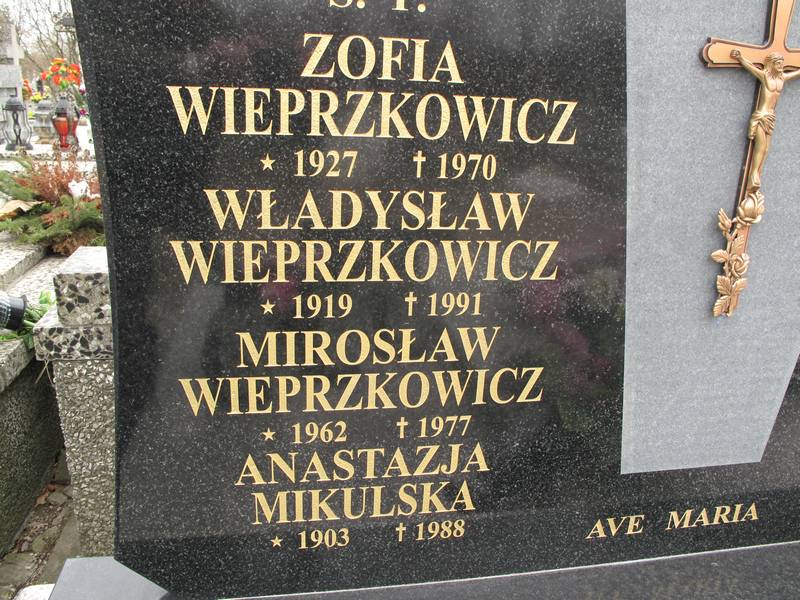 Ś. P.
ZOFIA
WIEPRZKOWICZ
★ 1927 ✝ 1970
WŁADYSŁAW
WIEPRZKOWICZ
★ 1919 ✝ 1991
MIROSŁAW
WIEPRZKOWICZ
★ 1962 ✝ 1977
ANASTAZJA
MIKULSKA
★ 1903 ✝ 1988
AVE MARIA